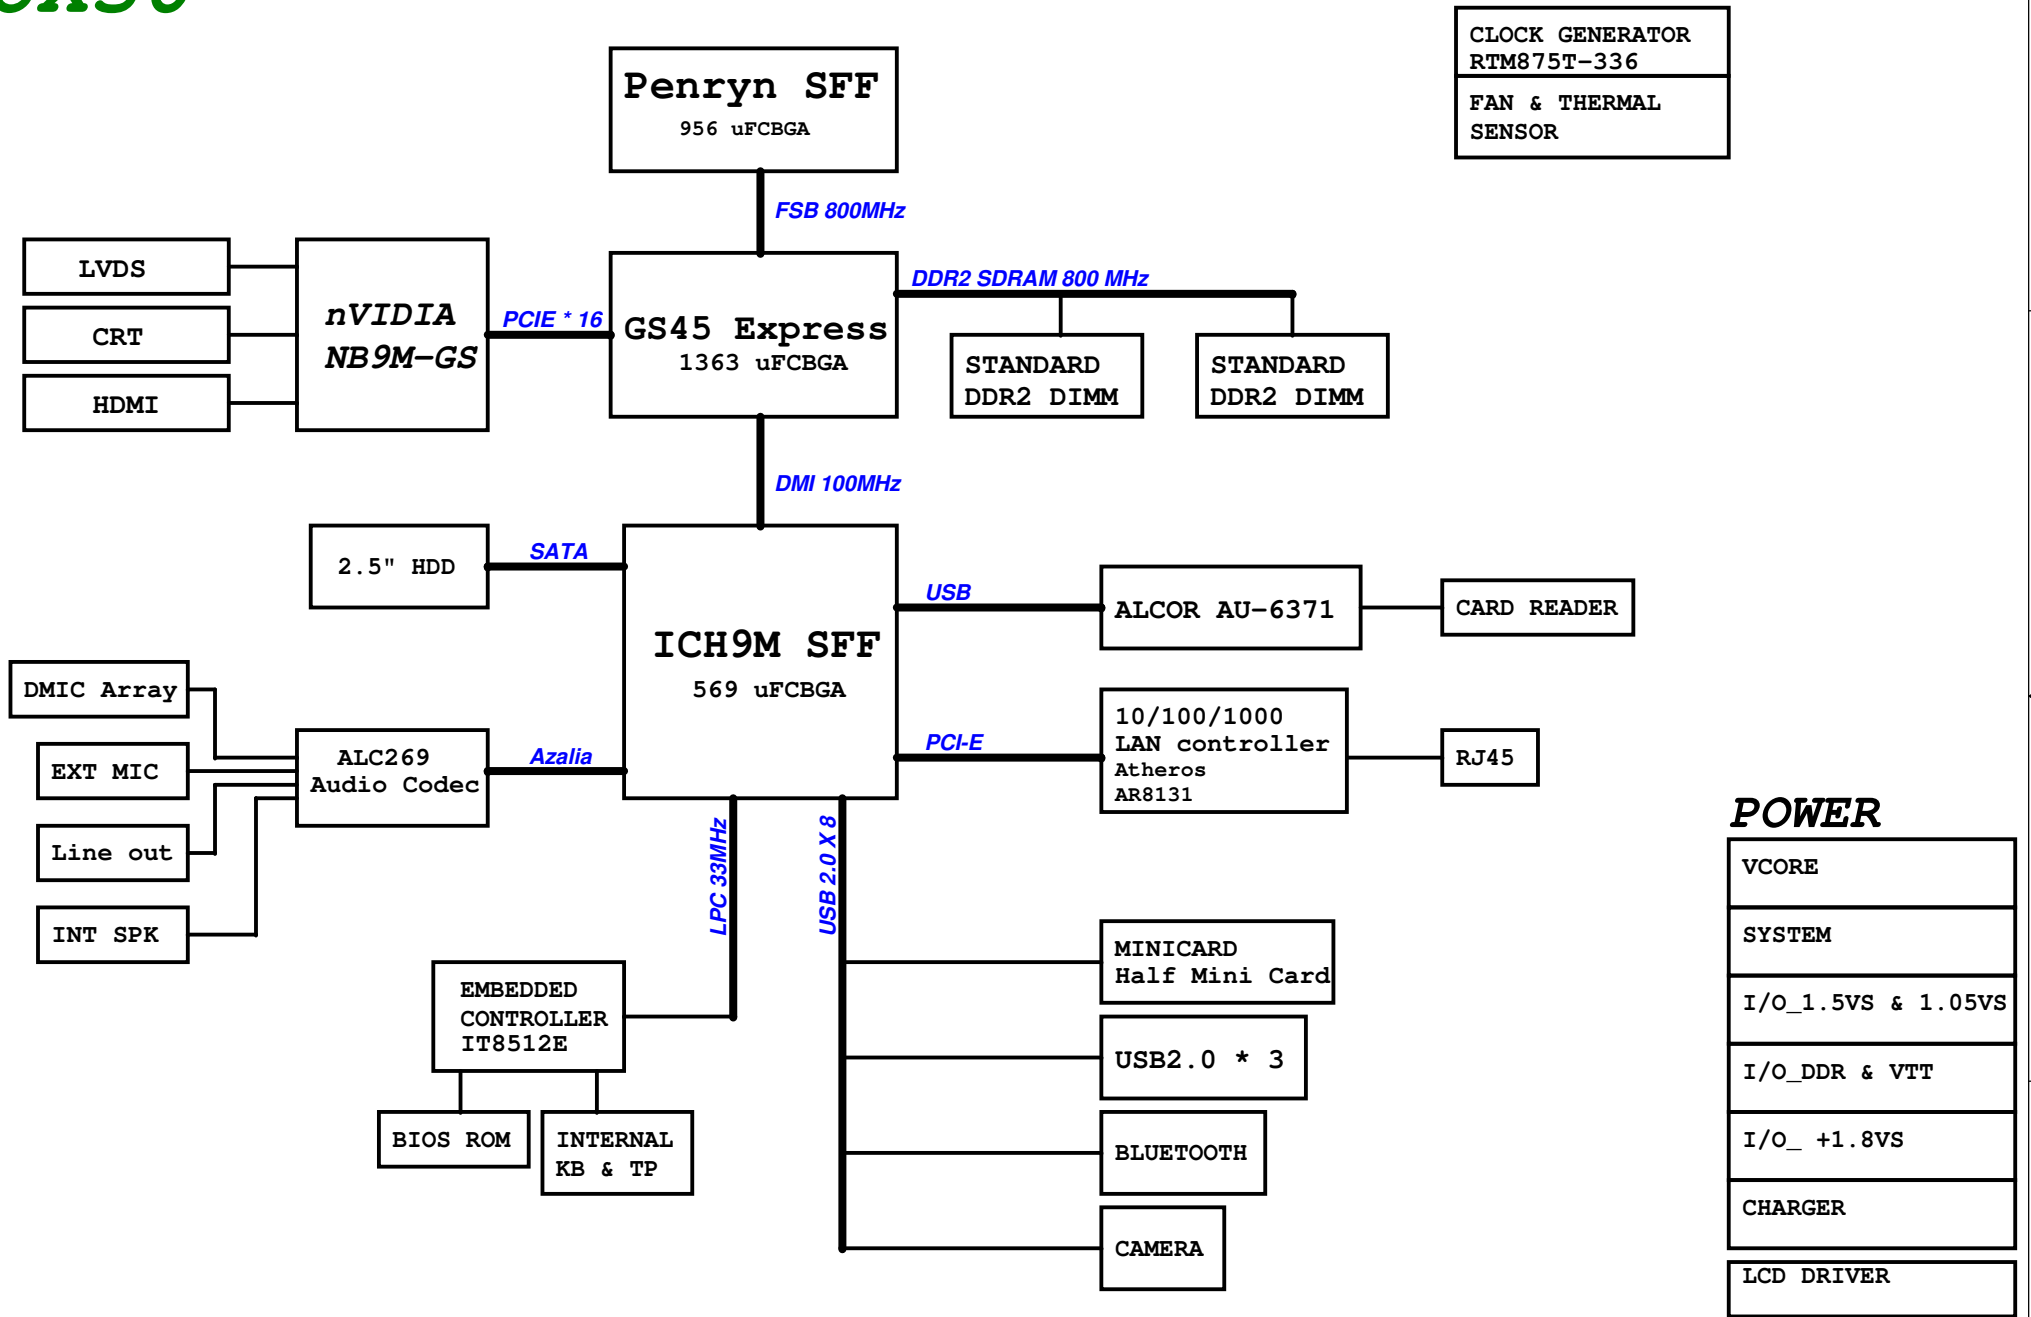 CLOCK GENERATOR
RTM875T-336
FAN & THERMAL
SENSOR
Penryn SFF
956 uFCBGA
FSB 800MHz
LVDS
CRT
HDMI
nVIDIA
NB9M-GS
PCIE * 16
GS45 Express
1363 uFCBGA
DDR2 SDRAM 800 MHz
STANDARD
DDR2 DIMM
STANDARD
DDR2 DIMM
DMI 100MHz
2.5" HDD
SATA
ICH9M SFF
569 uFCBGA
USB
ALCOR AU-6371
CARD READER
DMIC Array
EXT MIC
Line out
INT SPK
ALC269
Audio Codec
Azalia
PCI-E
10/100/1000
LAN controller
Atheros
AR8131
RJ45
LPC 33MHz
USB 2.0 X 8
EMBEDDED
CONTROLLER
IT8512E
BIOS ROM
INTERNAL
KB & TP
MINICARD
Half Mini Card
USB2.0 * 3
BLUETOOTH
CAMERA
POWER
VCORE
SYSTEM
I/O_1.5VS & 1.05VS
I/O_DDR & VTT
I/O_ +1.8VS
CHARGER
LCD DRIVER